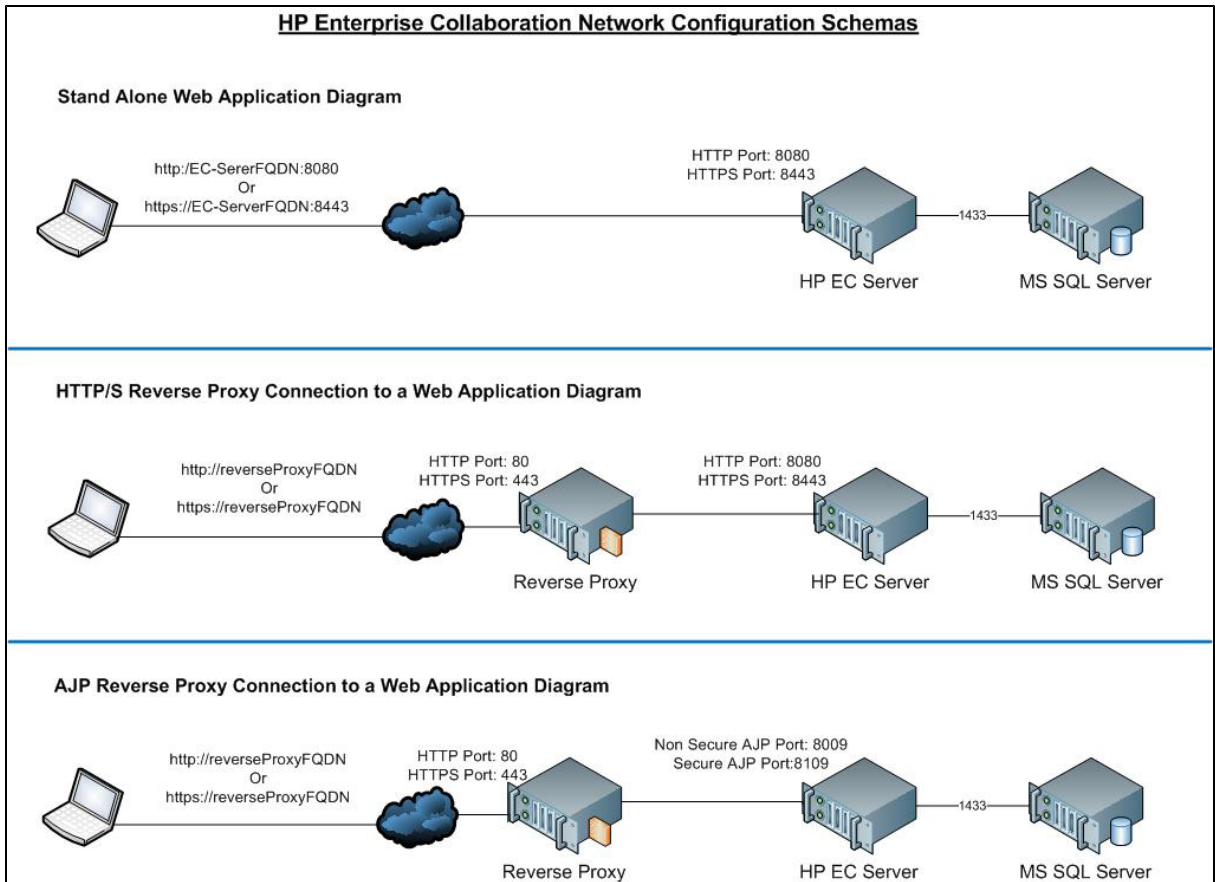 HP Enterprise Collaboration Network Configuration Schemas
Stand Alone Web Application Diagram
http:/EC-SererFQDN:8080
Or
https://EC-ServerFQDN:8443
HTTP Port: 8080
HTTPS Port: 8443
1433
HP EC Server
MS SQL Server
HTTP/S Reverse Proxy Connection to a Web Application Diagram
http://reverseProxyFQDN
Or
https://reverseProxyFQDN
HTTP Port: 80
HTTPS Port: 443
HTTP Port: 8080
HTTPS Port: 8443
1433
Reverse Proxy
HP EC Server
MS SQL Server
AJP Reverse Proxy Connection to a Web Application Diagram
http://reverseProxyFQDN
Or
https://reverseProxyFQDN
HTTP Port: 80
HTTPS Port: 443
Non Secure AJP Port: 8009
Secure AJP Port:8109
1433
Reverse Proxy
HP EC Server
MS SQL Server